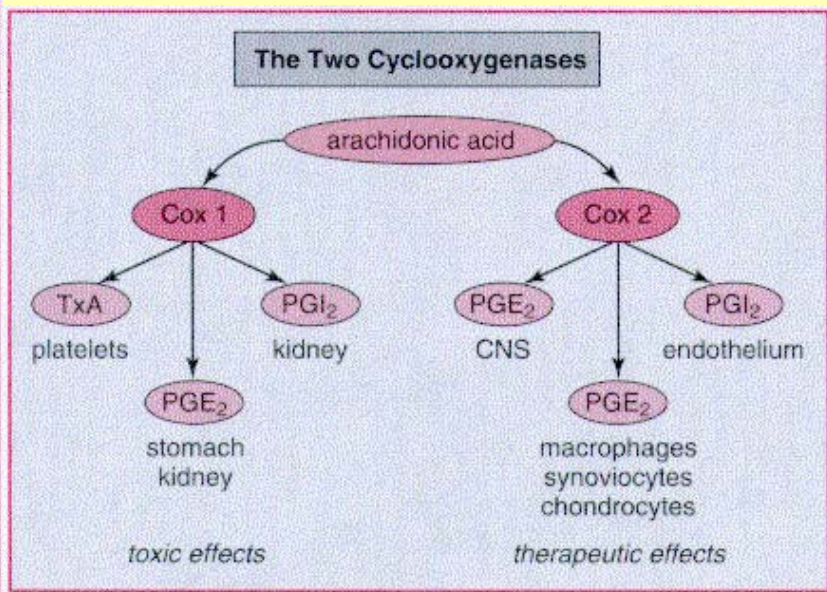 The Two Cyclooxygenases
arachidonic acid
Cox 1
Cox 2
TxA
platelets
PGI₂
kidney
PGE₂
stomach
kidney
PGE₂
CNS
PGI₂
endothelium
PGE₂
macrophages
synoviocytes
chondrocytes
toxic effects
therapeutic effects